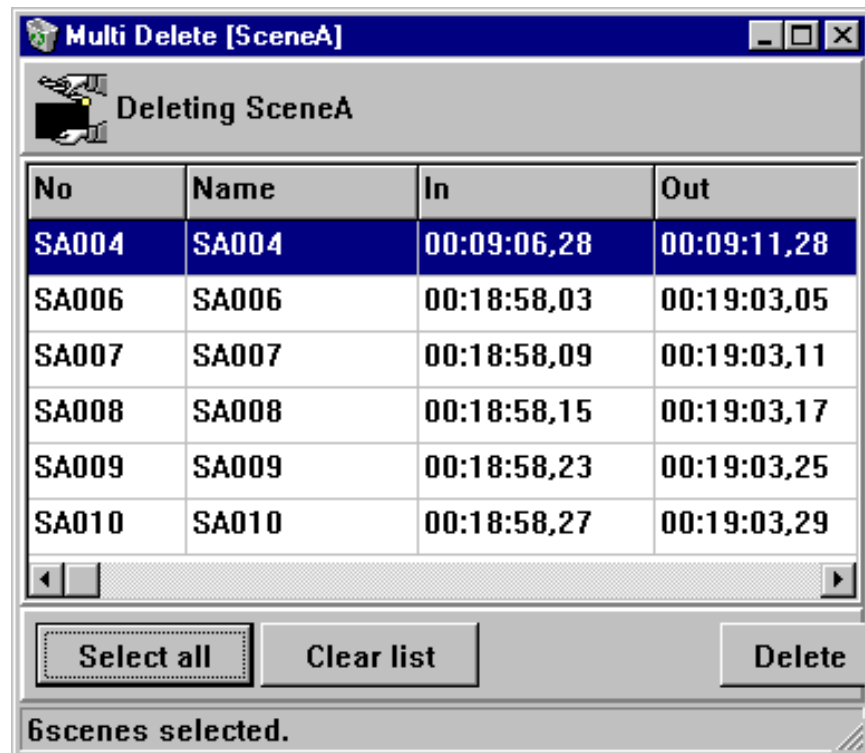 Multi Delete [SceneA]
Deleting SceneA
No Name In Out
SA004 SA004 00:09:06,28 00:09:11,28
SA006 SA006 00:18:58,03 00:19:03,05
SA007 SA007 00:18:58,09 00:19:03,11
SA008 SA008 00:18:58,15 00:19:03,17
SA009 SA009 00:18:58,23 00:19:03,25
SA010 SA010 00:18:58,27 00:19:03,29
Select all Clear list Delete
6scenes selected.